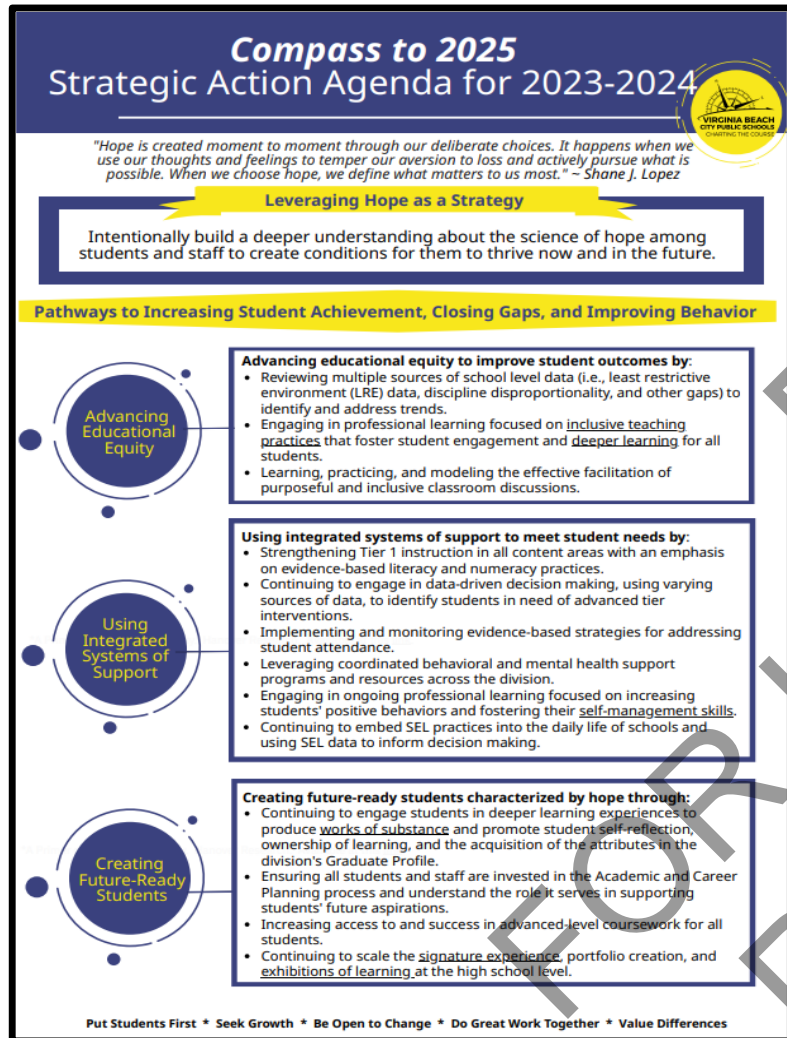 Compass to 2025
Strategic Action Agenda for 2023-2024
VIRGINIA BEACH
CITY PUBLIC SCHOOLS
CHARTING THE COURSE
"Hope is created moment to moment through our deliberate choices. It happens when we
use our thoughts and feelings to temper our aversion to loss and actively pursue what is
possible. When we choose hope, we define what matters to us most." ~ Shane J. Lopez
Leveraging Hope as a Strategy
Intentionally build a deeper understanding about the science of hope among
students and staff to create conditions for them to thrive now and in the future.
Pathways to Increasing Student Achievement, Closing Gaps, and Improving Behavior
Advancing
Educational
Equity
Advancing educational equity to improve student outcomes by:
• Reviewing multiple sources of school level data (i.e., least restrictive
environment (LRE) data, discipline disproportionality, and other gaps) to
identify and address trends.
• Engaging in professional learning focused on inclusive teaching
practices that foster student engagement and deeper learning for all
students.
• Learning, practicing, and modeling the effective facilitation of
purposeful and inclusive classroom discussions.
Using
Integrated
Systems of
Support
Using integrated systems of support to meet student needs by:
• Strengthening Tier 1 instruction in all content areas with an emphasis
on evidence-based literacy and numeracy practices.
• Continuing to engage in data-driven decision making, using varying
sources of data, to identify students in need of advanced tier
interventions.
• Implementing and monitoring evidence-based strategies for addressing
student attendance.
• Leveraging coordinated behavioral and mental health support
programs and resources across the division.
• Engaging in ongoing professional learning focused on increasing
students' positive behaviors and fostering their self-management skills.
• Continuing to embed SEL practices into the daily life of schools and
using SEL data to inform decision making.
Creating
Future-Ready
Students
Creating future-ready students characterized by hope through:
• Continuing to engage students in deeper learning experiences to
produce works of substance and promote student self-reflection,
ownership of learning, and the acquisition of the attributes in the
division's Graduate Profile.
• Ensuring all students and staff are invested in the Academic and Career
Planning process and understand the role it serves in supporting
students' future aspirations.
• Increasing access to and success in advanced-level coursework for all
students.
• Continuing to scale the signature experience, portfolio creation, and
exhibitions of learning at the high school level.
Put Students First * Seek Growth * Be Open to Change * Do Great Work Together * Value Differences
FOR